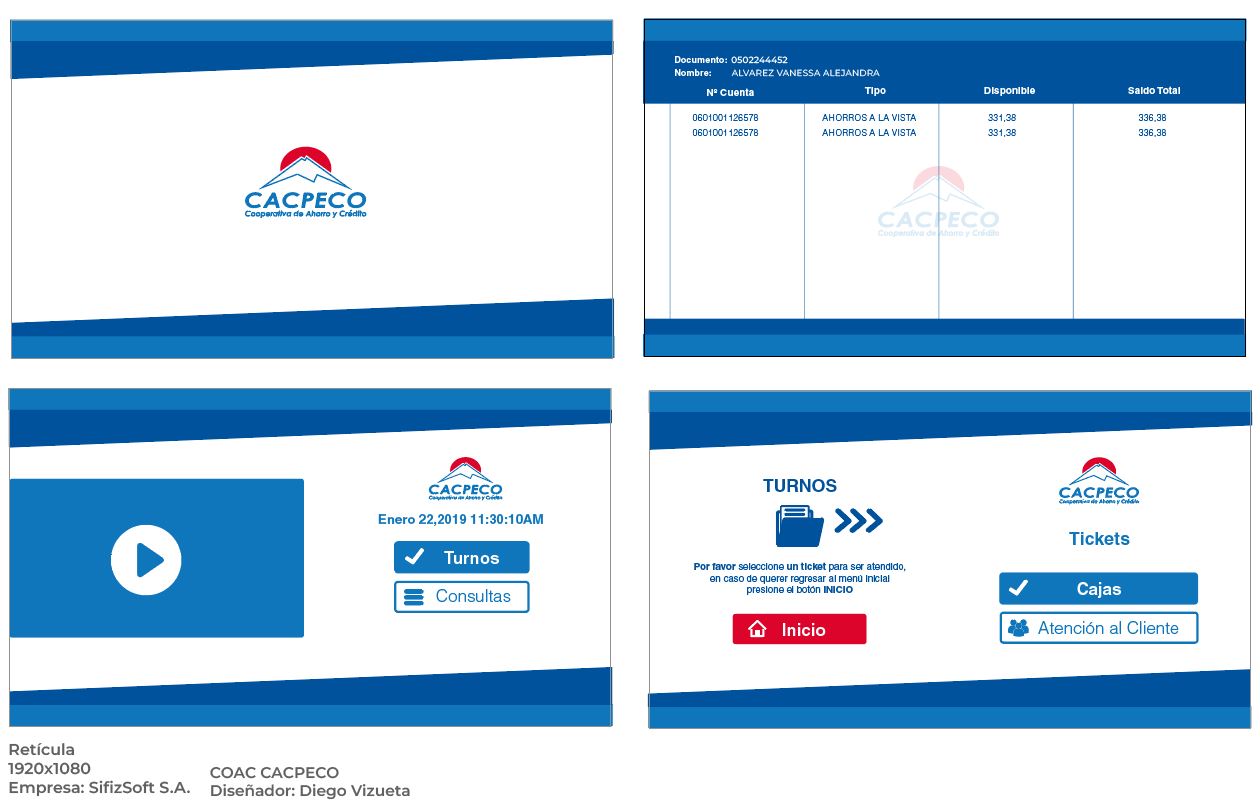 CACPECO
Cooperativa de Ahorro y Crédito
Documento: 0502244452
Nombre: ALVAREZ VANESSA ALEJANDRA
Nº Cuenta Tipo Disponible Saldo Total
0601001126578 AHORROS A LA VISTA 331,38 336,38
0601001126578 AHORROS A LA VISTA 331,38 336,38
CACPECO
Cooperativa de Ahorro y Crédito
CACPECO
Cooperativa de Ahorro y Crédito
Enero 22,2019 11:30:10AM
Turnos
Consultas
TURNOS
Por favor seleccione un ticket para ser atendido,
en caso de querer regresar al menú inicial
presione el botón INICIO
Inicio
CACPECO
Cooperativa de Ahorro y Crédito
Tickets
Cajas
Atención al Cliente
Retícula
1920x1080
Empresa: SifizSoft S.A.
COAC CACPECO
Diseñador: Diego Vizueta